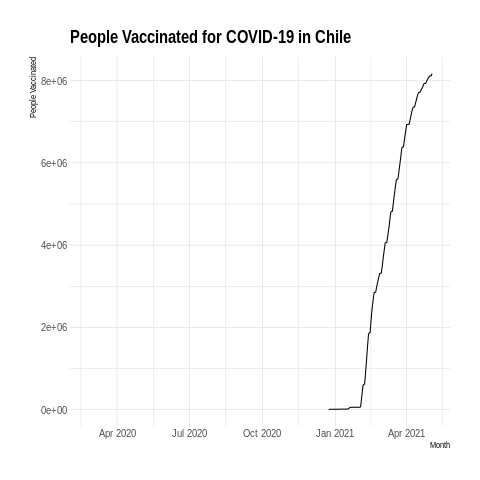 People Vaccinated for COVID-19 in Chile
People Vaccinated
8e+06
6e+06
4e+06
2e+06
0e+00
Apr 2020 Jul 2020 Oct 2020 Jan 2021 Apr 2021
Month